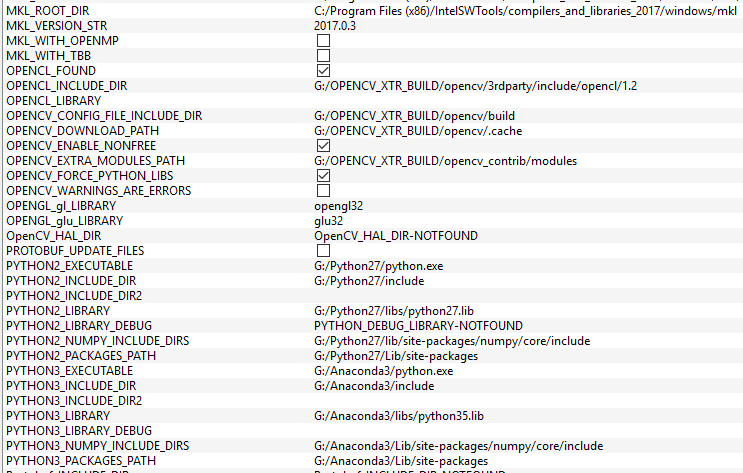 MKL_ROOT_DIR C:/Program Files (x86)/IntelSWTools/compilers_and_libraries_2017/windows/mkl
MKL_VERSION_STR 2017.0.3
MKL_WITH_OPENMP
MKL_WITH_TBB
OPENCL_FOUND
OPENCL_INCLUDE_DIR G:/OPENCV_XTR_BUILD/opencv/3rdparty/include/opencl/1.2
OPENCL_LIBRARY
OPENCV_CONFIG_FILE_INCLUDE_DIR G:/OPENCV_XTR_BUILD/opencv/build
OPENCV_DOWNLOAD_PATH G:/OPENCV_XTR_BUILD/opencv/.cache
OPENCV_ENABLE_NONFREE
OPENCV_EXTRA_MODULES_PATH G:/OPENCV_XTR_BUILD/opencv_contrib/modules
OPENCV_FORCE_PYTHON_LIBS
OPENCV_WARNINGS_ARE_ERRORS
OPENGL_gl_LIBRARY opengl32
OPENGL_glu_LIBRARY glu32
OpenCV_HAL_DIR OpenCV_HAL_DIR-NOTFOUND
PROTOBUF_UPDATE_FILES
PYTHON2_EXECUTABLE G:/Python27/python.exe
PYTHON2_INCLUDE_DIR G:/Python27/include
PYTHON2_INCLUDE_DIR2
PYTHON2_LIBRARY G:/Python27/libs/python27.lib
PYTHON2_LIBRARY_DEBUG PYTHON_DEBUG_LIBRARY-NOTFOUND
PYTHON2_NUMPY_INCLUDE_DIRS G:/Python27/lib/site-packages/numpy/core/include
PYTHON2_PACKAGES_PATH G:/Python27/Lib/site-packages
PYTHON3_EXECUTABLE G:/Anaconda3/python.exe
PYTHON3_INCLUDE_DIR G:/Anaconda3/include
PYTHON3_INCLUDE_DIR2
PYTHON3_LIBRARY G:/Anaconda3/libs/python35.lib
PYTHON3_LIBRARY_DEBUG
PYTHON3_NUMPY_INCLUDE_DIRS G:/Anaconda3/Lib/site-packages/numpy/core/include
PYTHON3_PACKAGES_PATH G:/Anaconda3/Lib/site-packages